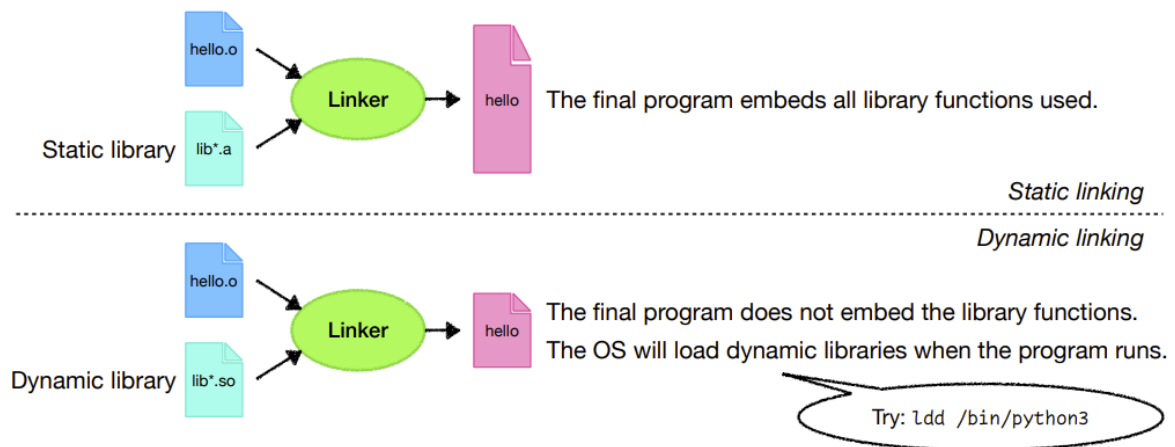 hello.o
Linker
hello
The final program embeds all library functions used.
Static library
lib*.a
Static linking
Dynamic linking
hello.o
Linker
hello
The final program does not embed the library functions.
The OS will load dynamic libraries when the program runs.
Dynamic library
lib*.so
Try: ldd /bin/python3